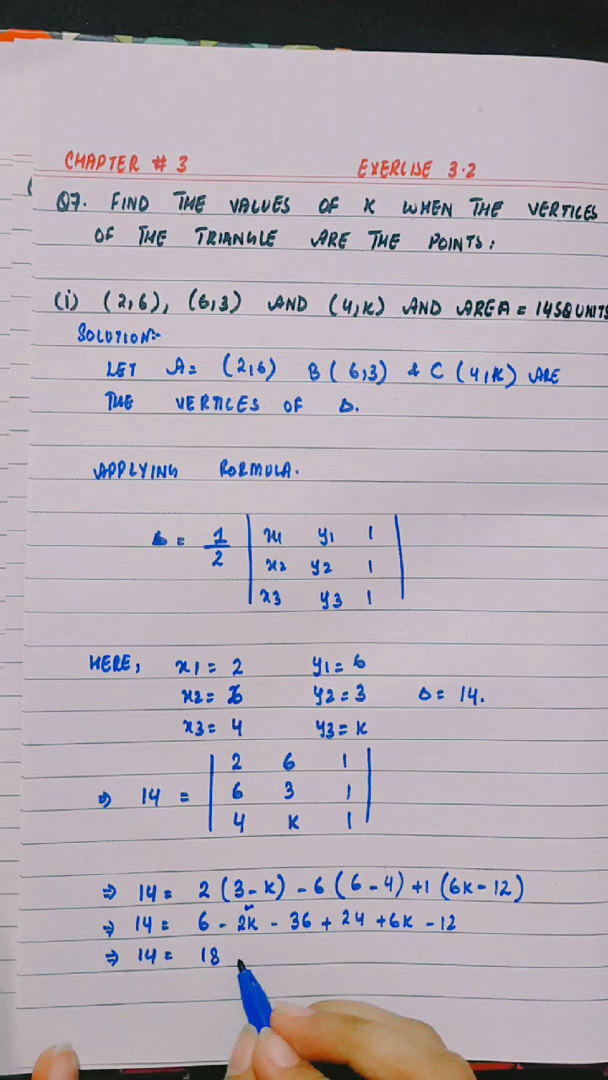 CHAPTER # 3 EXERCISE 3.2
Q7. FIND THE VALUES OF K WHEN THE VERTICES
OF THE TRIANGLE ARE THE POINTS:
(i) (2,6), (6,3) AND (4,K) AND AREA = 14SQUNITS
SOLUTION:-
LET A= (2,6) B (6,3) & C (4,K) ARE
THE VERTICES OF Δ.
APPLYING FORMULA.
Δ = 1/2 | x1 y1 1
x2 y2 1
x3 y3 1 |
HERE, x1 = 2 y1 = 6
x2 = 6 y2 = 3 Δ = 14.
x3 = 4 y3 = K
⇒ 14 = | 2 6 1
6 3 1
4 K 1 |
⇒ 14 = 2 (3 - K) - 6 (6 - 4) + 1 (6K - 12)
⇒ 14 = 6 - 2K - 36 + 24 + 6K - 12
⇒ 14 = 18